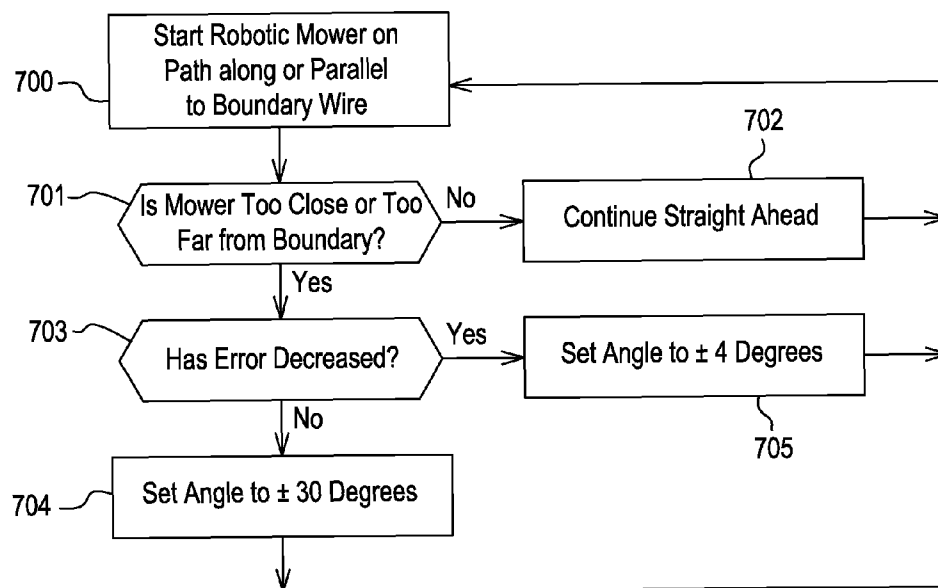 Start Robotic Mower on
Path along or Parallel
to Boundary Wire
700
702
701
Is Mower Too Close or Too
Far from Boundary?
No
Continue Straight Ahead
Yes
703
Has Error Decreased?
Yes
Set Angle to ± 4 Degrees
No
705
704
Set Angle to ± 30 Degrees